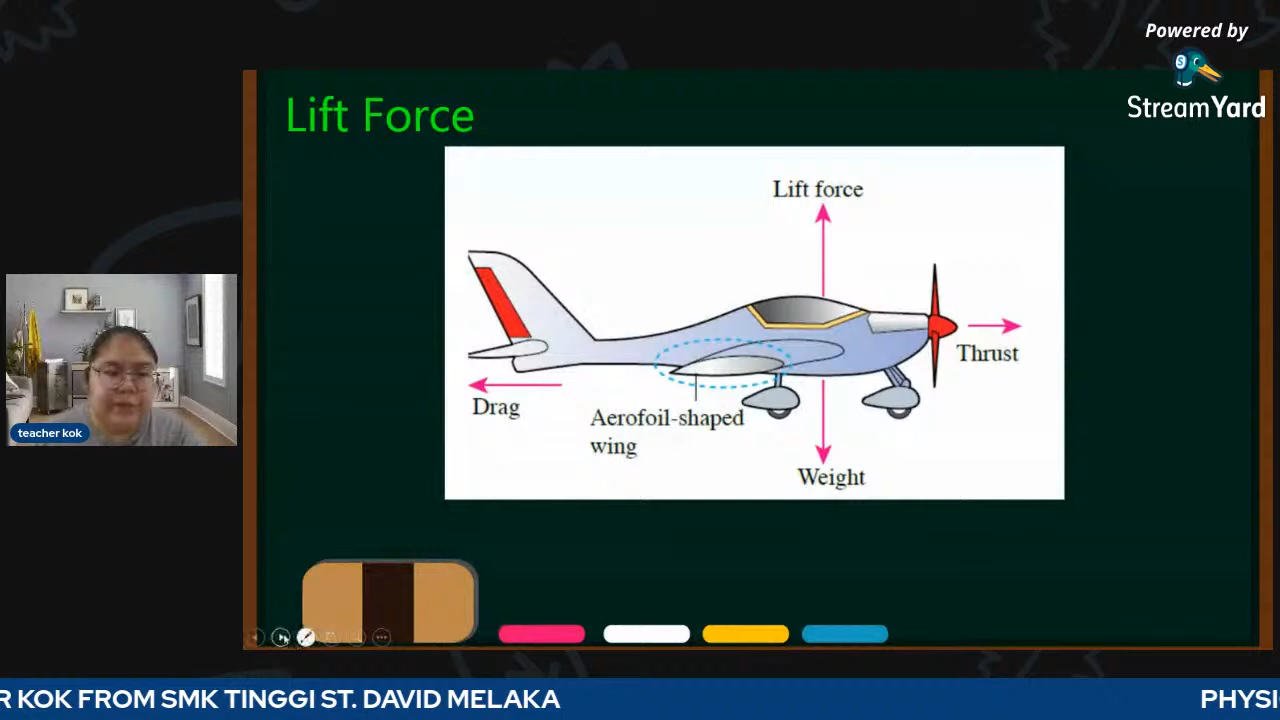 Powered by
StreamYard
Lift Force
Lift force
Thrust
Drag
Aerofoil-shaped
wing
Weight
teacher kok
R KOK FROM SMK TINGGI ST. DAVID MELAKA
PHYSI